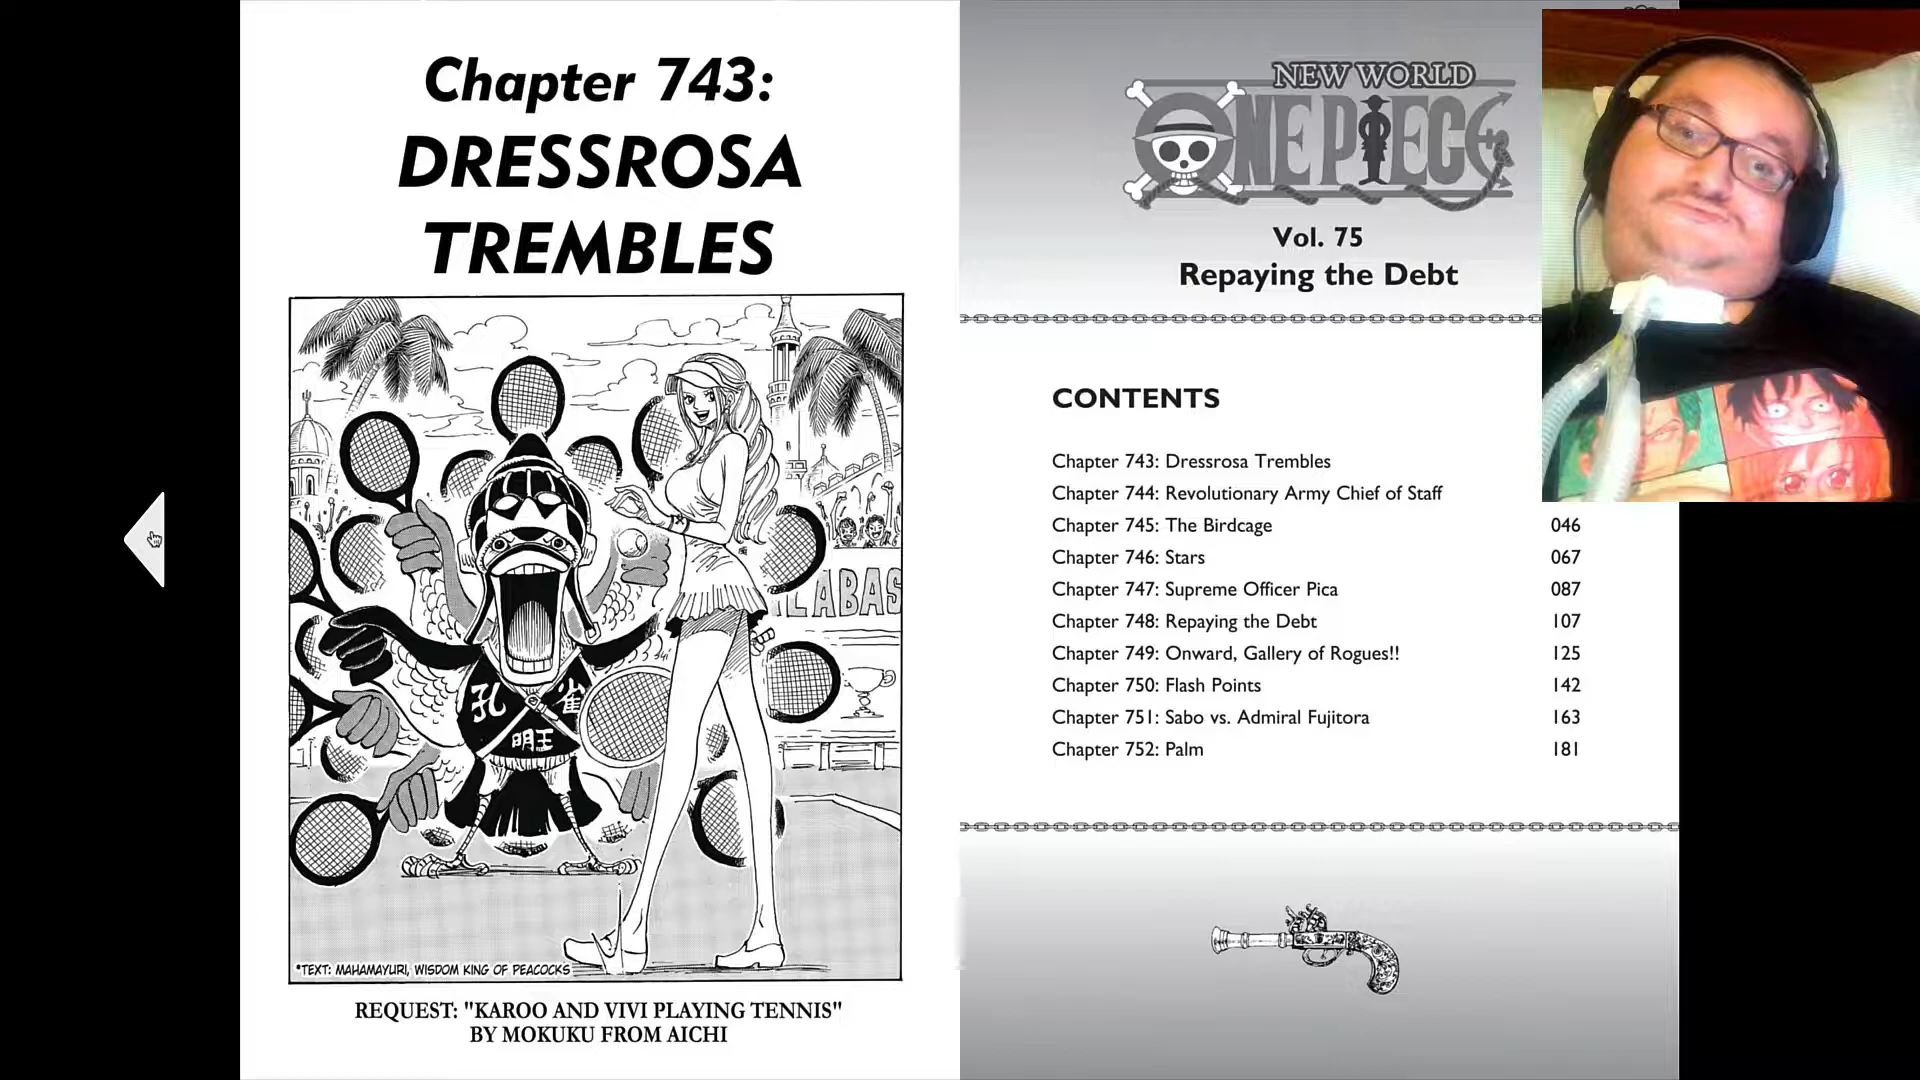 Chapter 743:
DRESSROSA
TREMBLES
孔雀
明王
LABAS
*TEXT: MAHAMAYURI, WISDOM KING OF PEACOCKS
REQUEST: "KAROO AND VIVI PLAYING TENNIS"
BY MOKUKU FROM AICHI
NEW WORLD
ONE PIECE
Vol. 75
Repaying the Debt
CONTENTS
Chapter 743: Dressrosa Trembles
Chapter 744: Revolutionary Army Chief of Staff
Chapter 745: The Birdcage 046
Chapter 746: Stars 067
Chapter 747: Supreme Officer Pica 087
Chapter 748: Repaying the Debt 107
Chapter 749: Onward, Gallery of Rogues!! 125
Chapter 750: Flash Points 142
Chapter 751: Sabo vs. Admiral Fujitora 163
Chapter 752: Palm 181